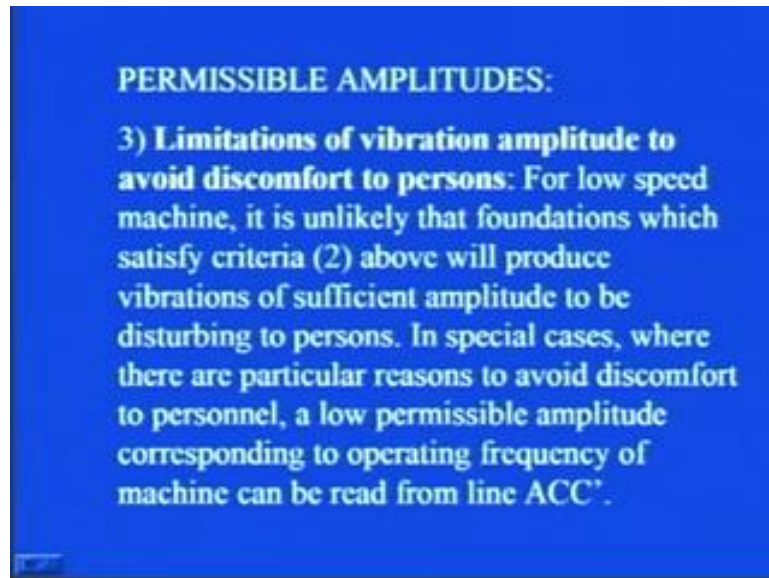 PERMISSIBLE AMPLITUDES:
3) Limitations of vibration amplitude to
avoid discomfort to persons: For low speed
machine, it is unlikely that foundations which
satisfy criteria (2) above will produce
vibrations of sufficient amplitude to be
disturbing to persons. In special cases, where
there are particular reasons to avoid discomfort
to personnel, a low permissible amplitude
corresponding to operating frequency of
machine can be read from line ACC’.